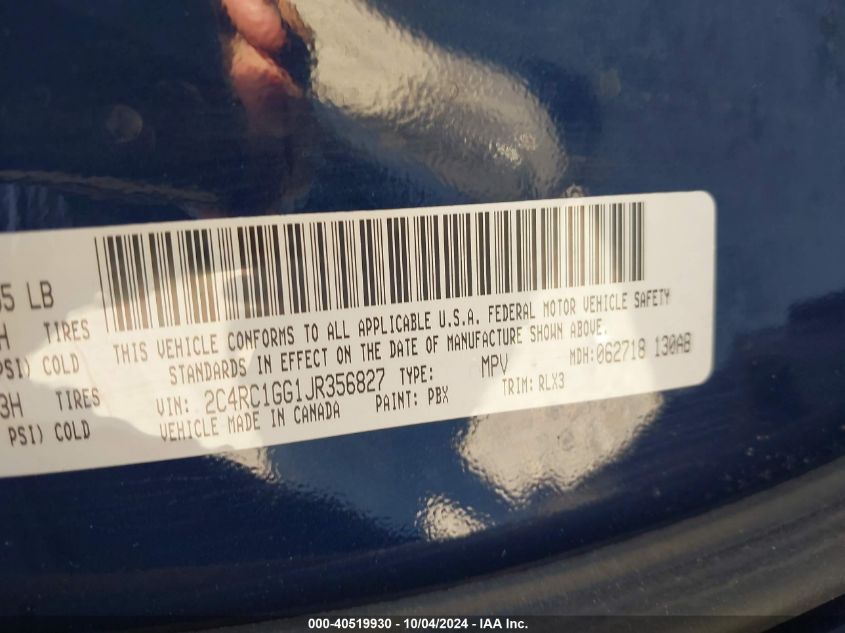 5 LB
H TIRES
PSI) COLD
3H TIRES
PSI) COLD
THIS VEHICLE CONFORMS TO ALL APPLICABLE U.S.A. FEDERAL MOTOR VEHICLE SAFETY
STANDARDS IN EFFECT ON THE DATE OF MANUFACTURE SHOWN ABOVE.
VIN: 2C4RC1GG1JR356827 TYPE: MPV MDH: 062718 130AB
VEHICLE MADE IN CANADA PAINT: PBX TRIM: RLX3
000-40519930 - 10/04/2024 - IAA Inc.